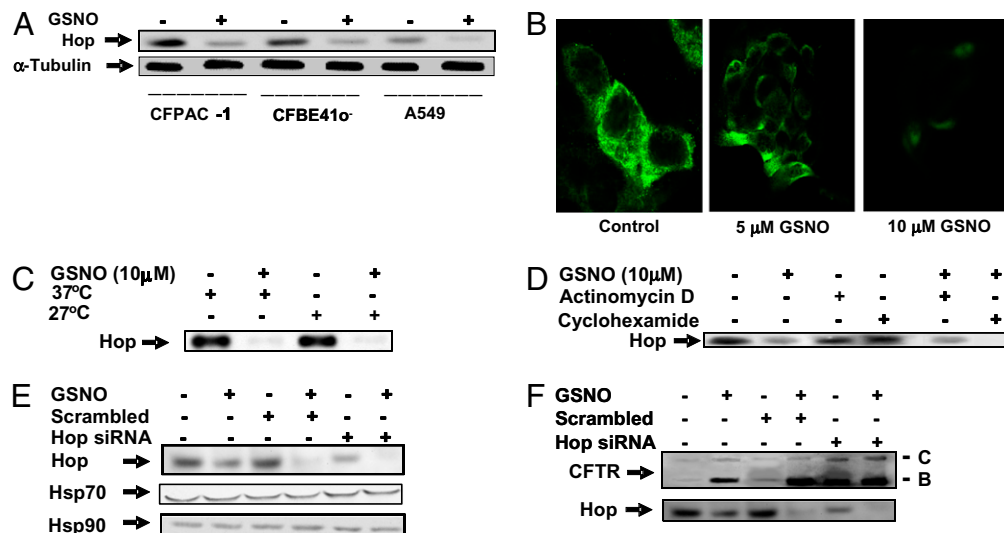 A
GSNO - + - + - +
Hop
α-Tubulin
CFPAC -1 CFBE41o- A549
B
Control 5 μM GSNO 10 μM GSNO
C
GSNO (10μM) - + - +
37ºC + + - -
27ºC - - + +
Hop
D
GSNO (10μM) - + - - + +
Actinomycin D - - + - + -
Cyclohexamide - - - + - +
Hop
E
GSNO - + - + - +
Scrambled - - + + - -
Hop siRNA - - - - + +
Hop
Hsp70
Hsp90
F
GSNO - + - + - +
Scrambled - - + + - -
Hop siRNA - - - - + +
CFTR - C
- B
Hop